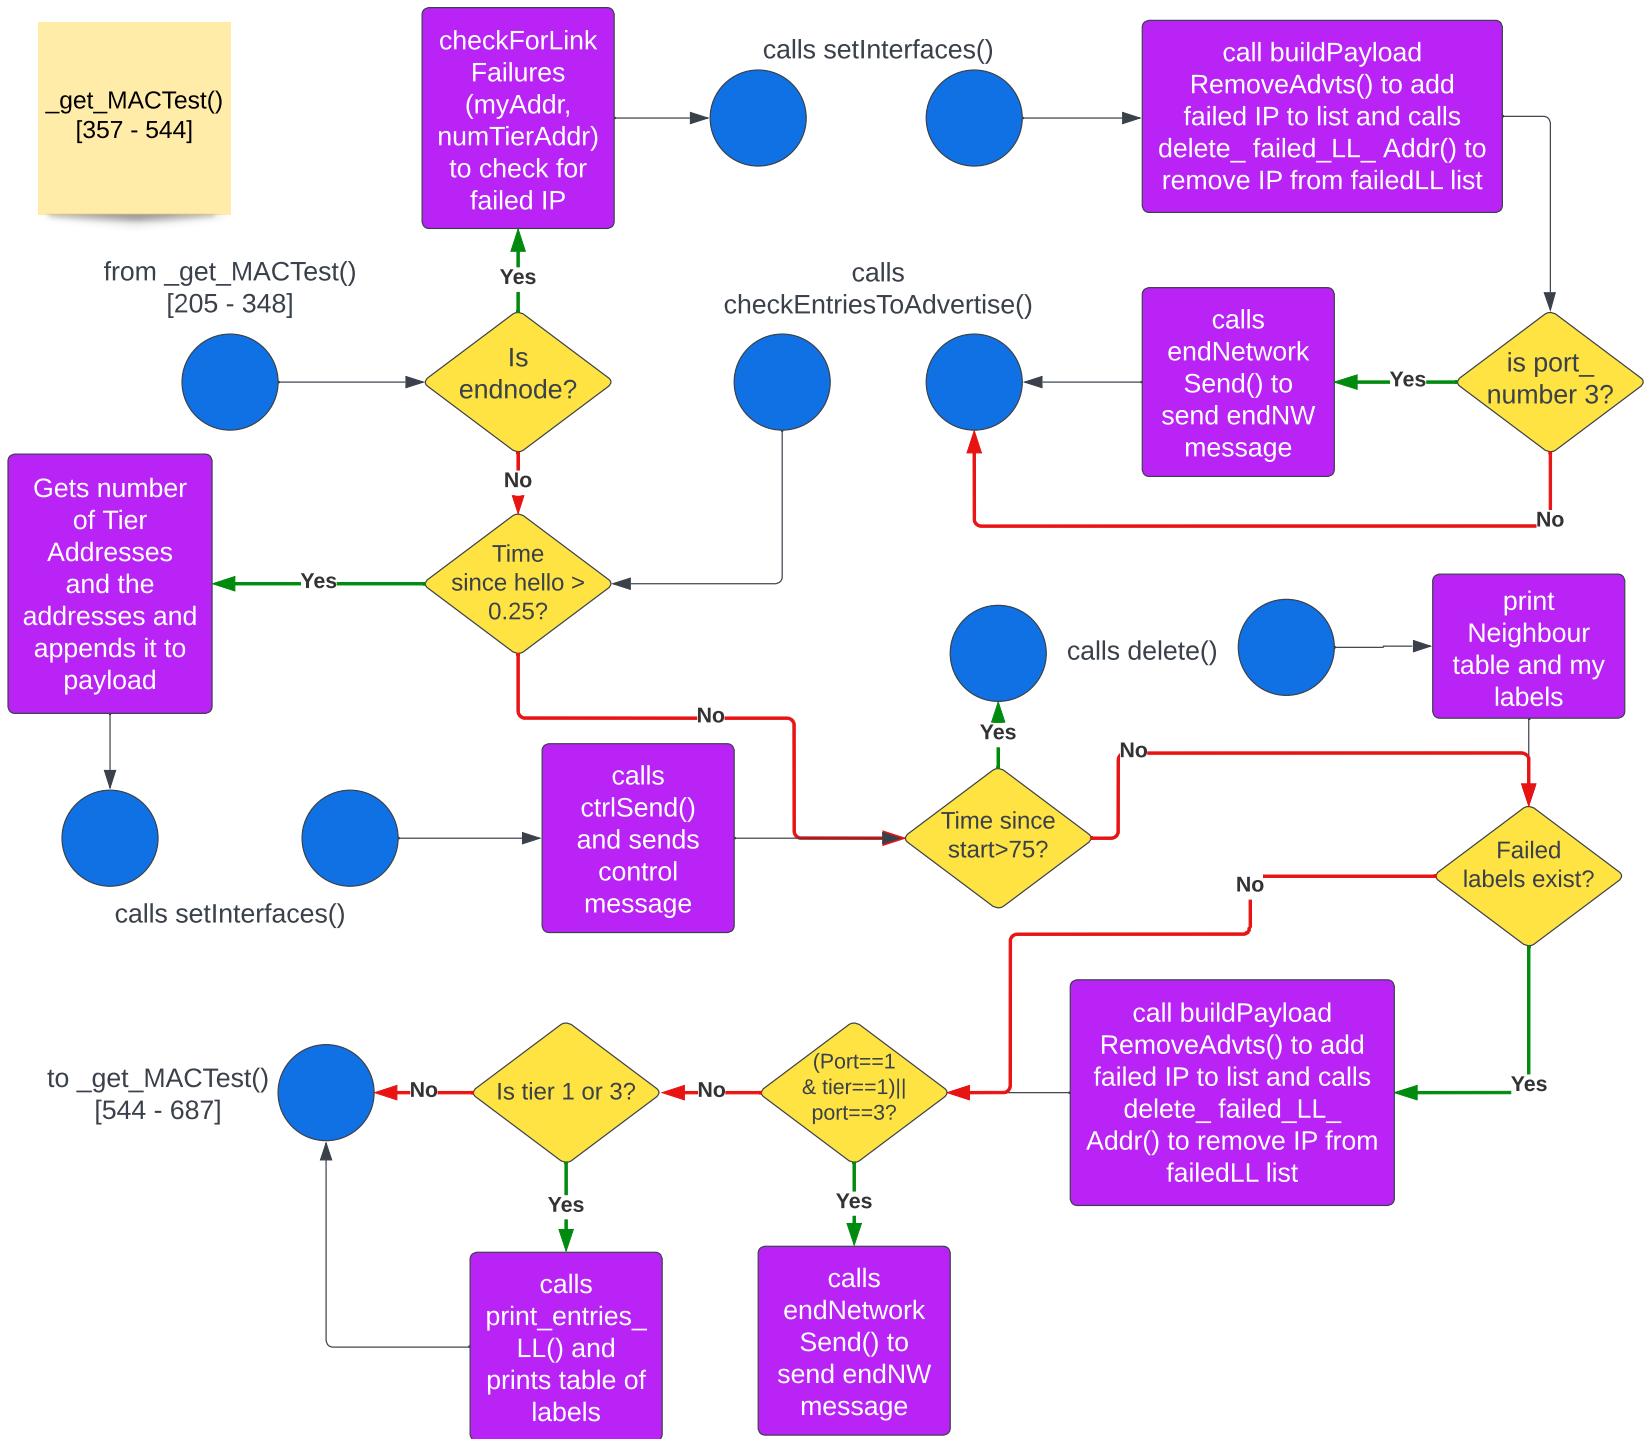 _get_MACTest()
[357 - 544]
checkForLink
Failures
(myAddr,
numTierAddr)
to check for
failed IP
calls setInterfaces()
call buildPayload
RemoveAdvts() to add
failed IP to list and calls
delete_ failed_LL_ Addr() to
remove IP from failedLL list
from _get_MACTest()
[205 - 348]
Yes
Is
endnode?
No
calls
checkEntriesToAdvertise()
calls
endNetwork
Send() to
send endNW
message
Yes
is port_
number 3?
No
Gets number
of Tier
Addresses
and the
addresses and
appends it to
payload
Yes
Time
since hello >
0.25?
No
calls delete()
print
Neighbour
table and my
labels
Yes
No
calls setInterfaces()
calls
ctrlSend()
and sends
control
message
Time since
start>75?
Failed
labels exist?
No
Yes
to _get_MACTest()
[544 - 687]
No
Is tier 1 or 3?
No
(Port==1
& tier==1)||
port==3?
call buildPayload
RemoveAdvts() to add
failed IP to list and calls
delete_ failed_LL_
Addr() to remove IP from
failedLL list
Yes
Yes
calls
print_entries_
LL() and
prints table of
labels
calls
endNetwork
Send() to
send endNW
message